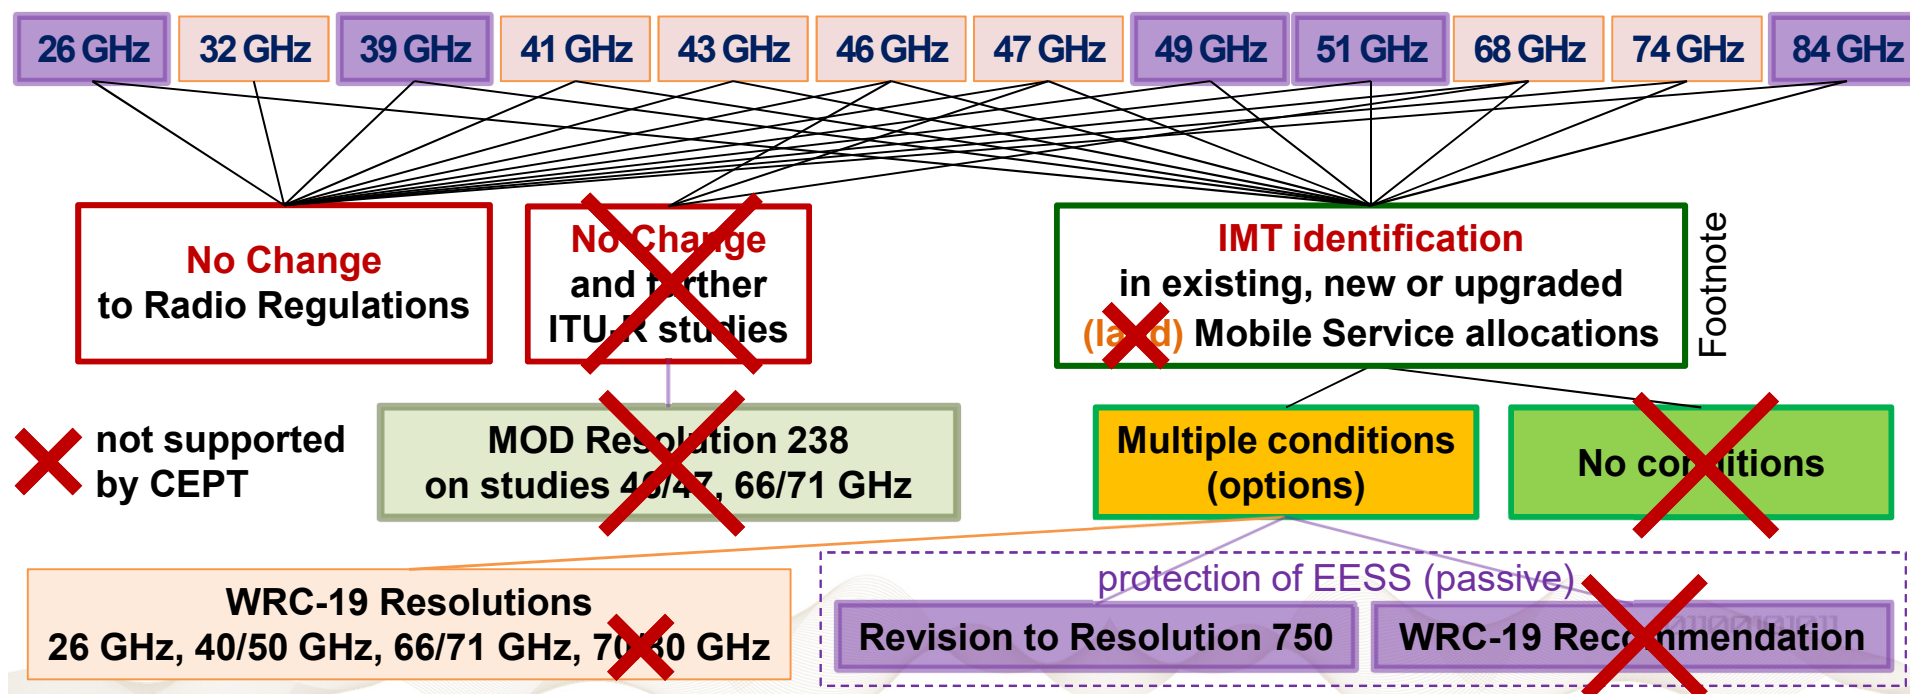 26 GHz
32 GHz
39 GHz
41 GHz
43 GHz
46 GHz
47 GHz
49 GHz
51 GHz
68 GHz
74 GHz
84 GHz
No Change
to Radio Regulations
No Change
and further
ITU-R studies
IMT identification
in existing, new or upgraded
(land) Mobile Service allocations
Footnote
not supported
by CEPT
MOD Resolution 238
on studies 46/47, 66/71 GHz
Multiple conditions
(options)
No conditions
WRC-19 Resolutions
26 GHz, 40/50 GHz, 66/71 GHz, 70/80 GHz
protection of EESS (passive)
Revision to Resolution 750
WRC-19 Recommendation